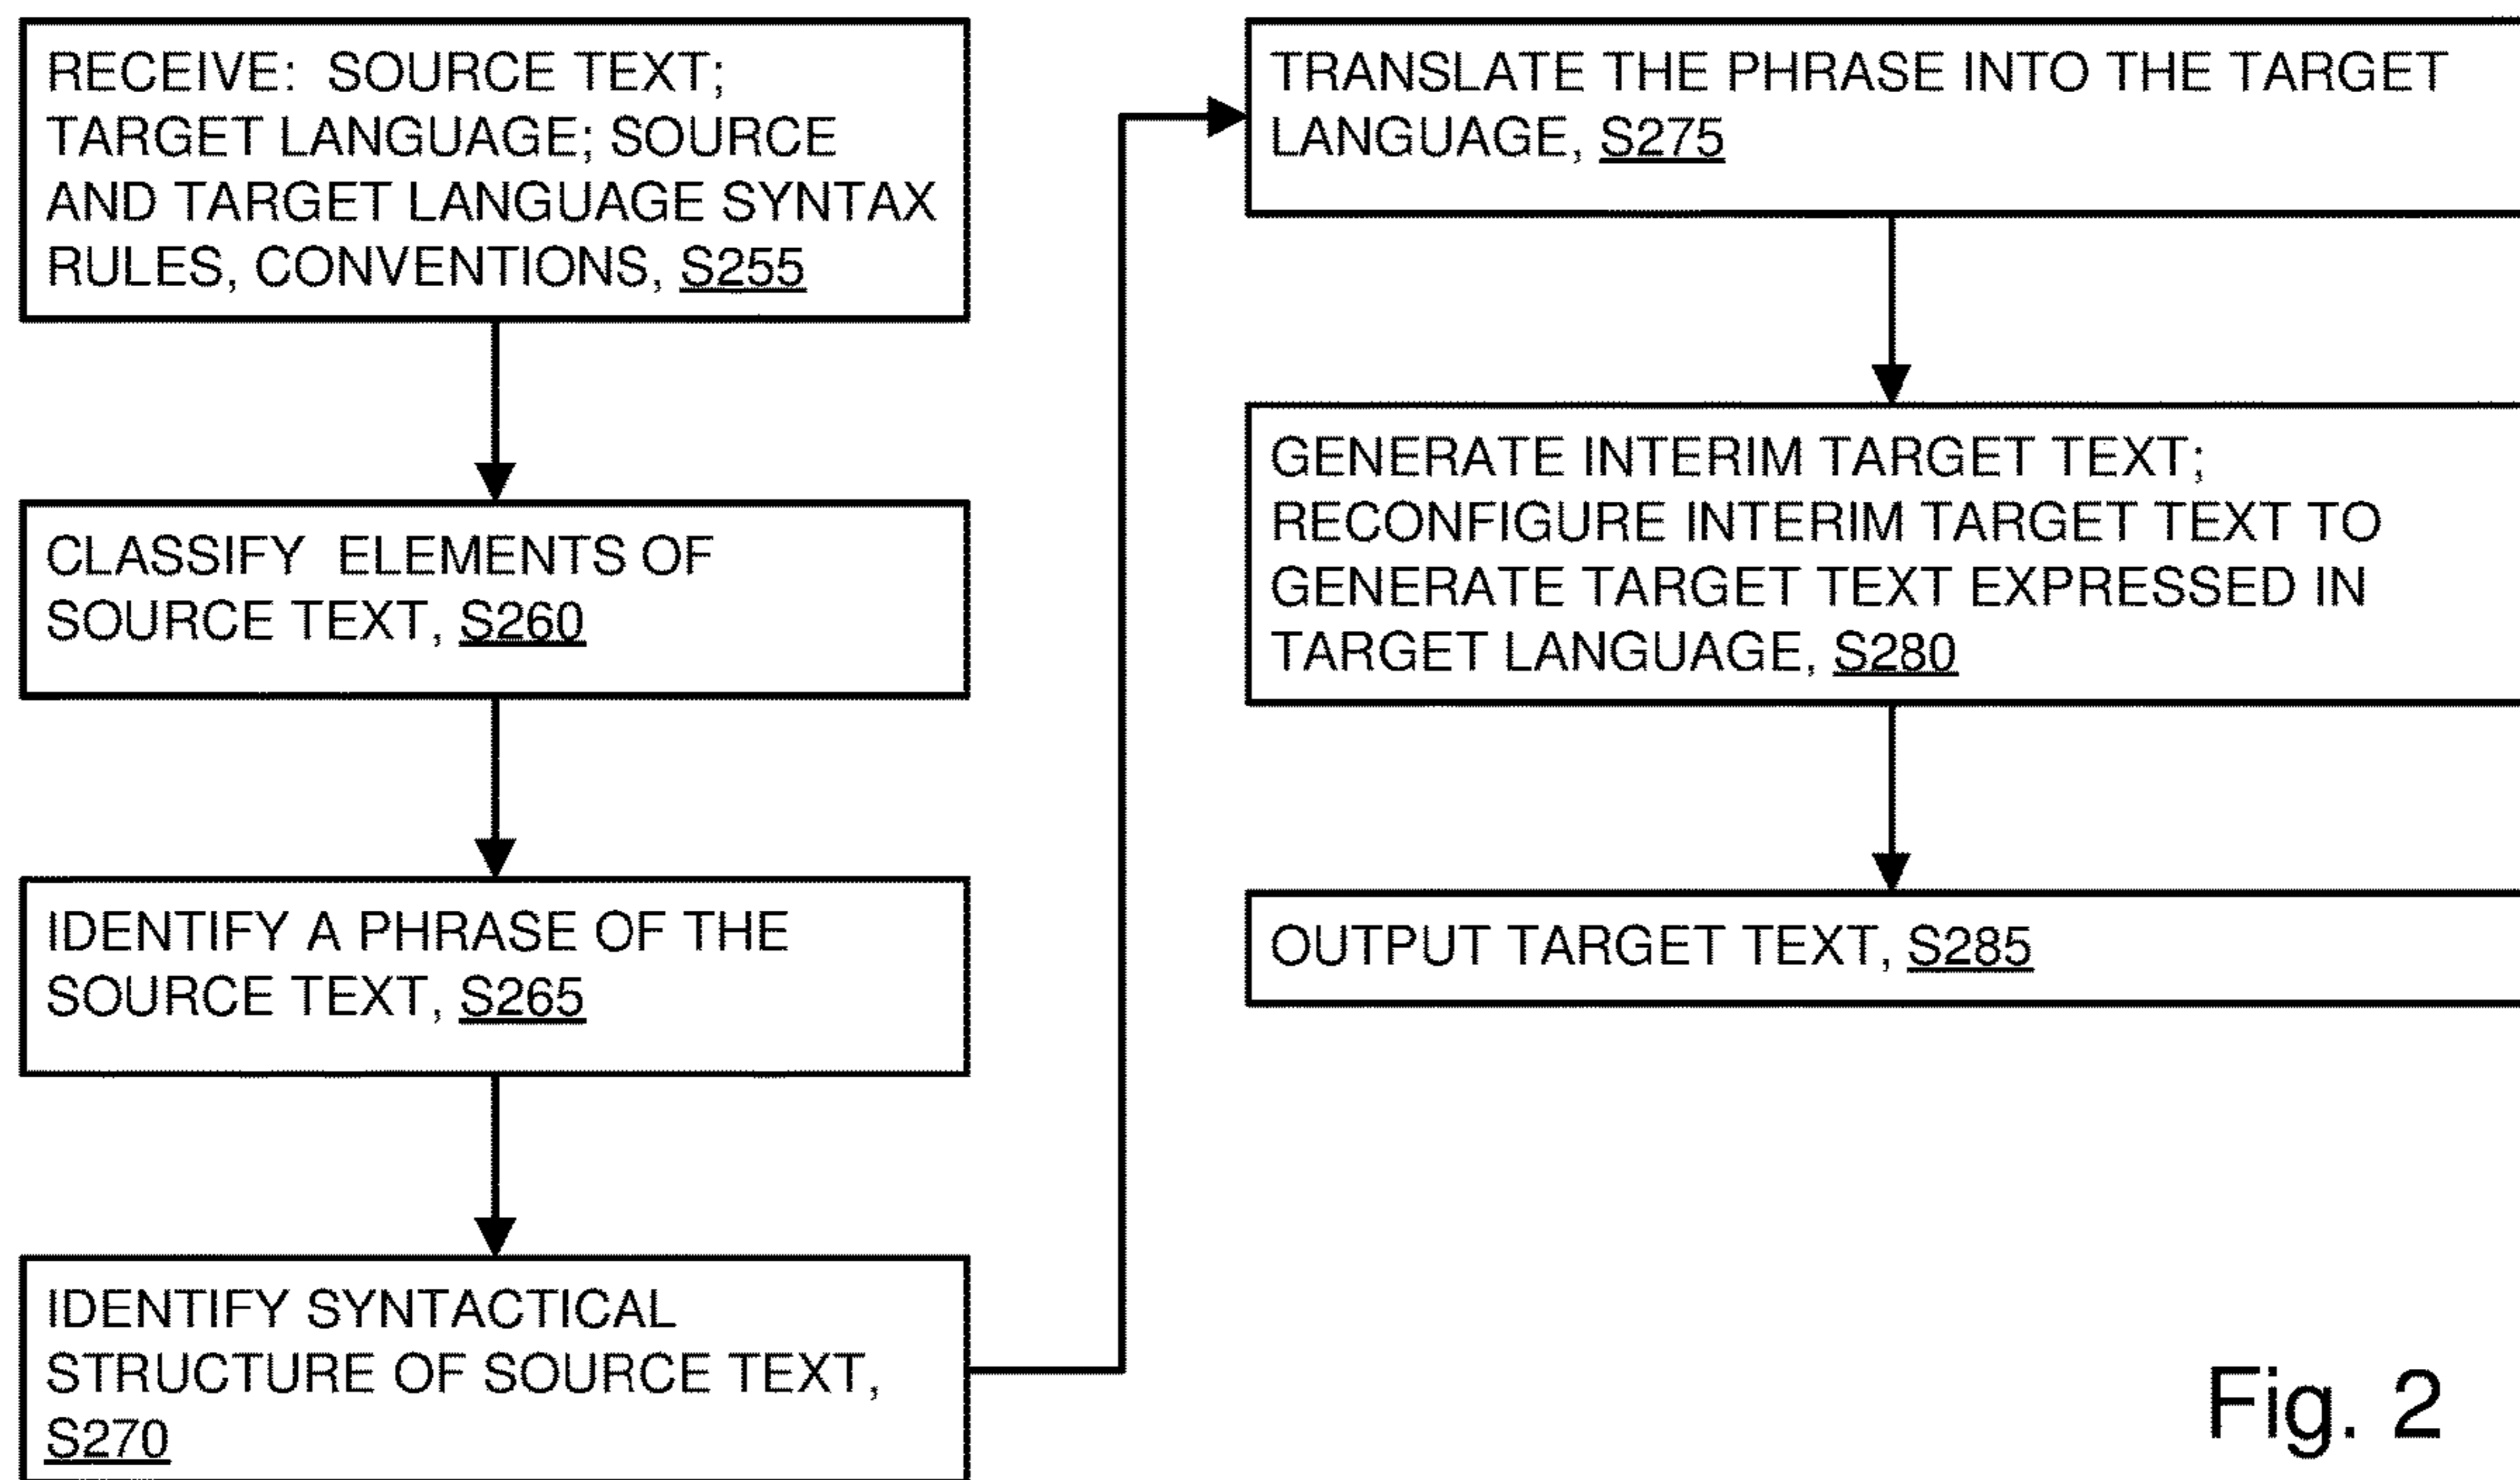 RECEIVE: SOURCE TEXT;
TARGET LANGUAGE; SOURCE
AND TARGET LANGUAGE SYNTAX
RULES, CONVENTIONS, S255
CLASSIFY ELEMENTS OF
SOURCE TEXT, S260
IDENTIFY A PHRASE OF THE
SOURCE TEXT, S265
IDENTIFY SYNTACTICAL
STRUCTURE OF SOURCE TEXT,
S270
TRANSLATE THE PHRASE INTO THE TARGET
LANGUAGE, S275
GENERATE INTERIM TARGET TEXT;
RECONFIGURE INTERIM TARGET TEXT TO
GENERATE TARGET TEXT EXPRESSED IN
TARGET LANGUAGE, S280
OUTPUT TARGET TEXT, S285
Fig. 2